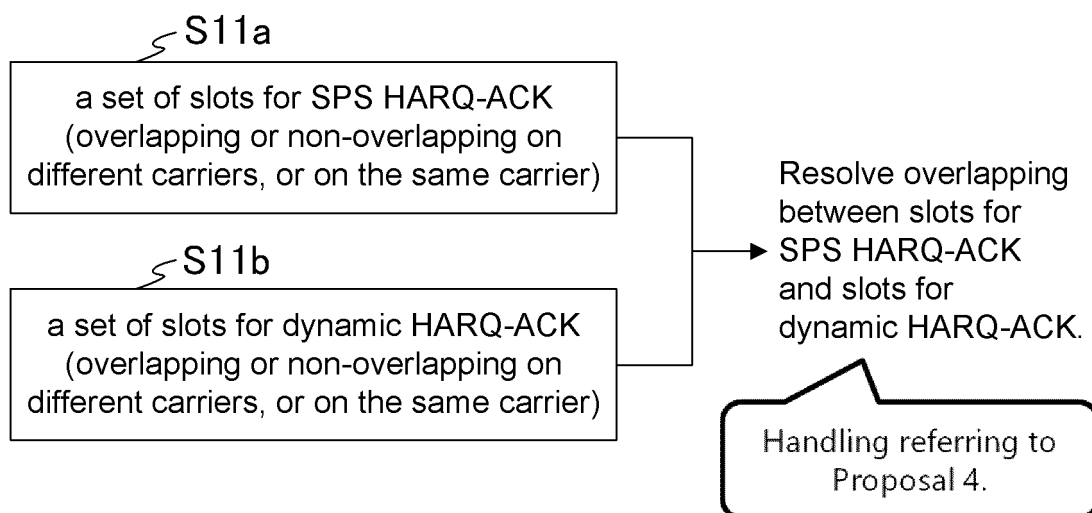 S11a
a set of slots for SPS HARQ-ACK
(overlapping or non-overlapping on
different carriers, or on the same carrier)
S11b
a set of slots for dynamic HARQ-ACK
(overlapping or non-overlapping on
different carriers, or on the same carrier)
Resolve overlapping
between slots for
SPS HARQ-ACK
and slots for
dynamic HARQ-ACK.
Handling referring to
Proposal 4.